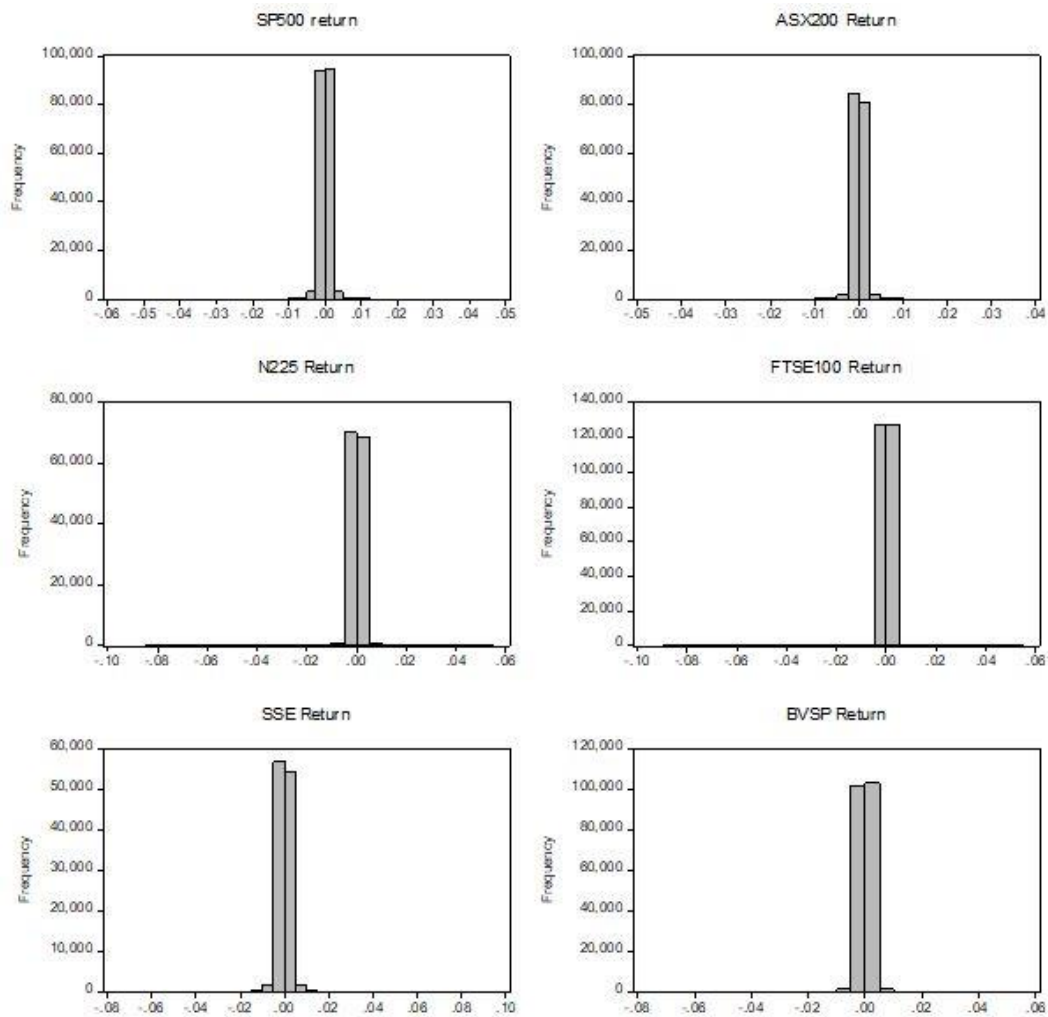 SP500 return
Frequency
100,000
80,000
60,000
40,000
20,000
0
-.06 -.05 -.04 -.03 -.02 -.01 .00 .01 .02 .03 .04 .05
ASX200 Return
Frequency
100,000
80,000
60,000
40,000
20,000
0
-.05 -.04 -.03 -.02 -.01 .00 .01 .02 .03 .04
N225 Return
Frequency
80,000
60,000
40,000
20,000
0
-.10 -.08 -.06 -.04 -.02 .00 .02 .04 .06
FTSE100 Return
Frequency
140,000
120,000
100,000
80,000
60,000
40,000
20,000
0
-.10 -.08 -.06 -.04 -.02 .00 .02 .04 .06
SSE Return
Frequency
60,000
50,000
40,000
30,000
20,000
10,000
0
-.08 -.06 -.04 -.02 .00 .02 .04 .06 .08 .10
BVSP Return
Frequency
120,000
100,000
80,000
60,000
40,000
20,000
0
-.08 -.06 -.04 -.02 .00 .02 .04 .06